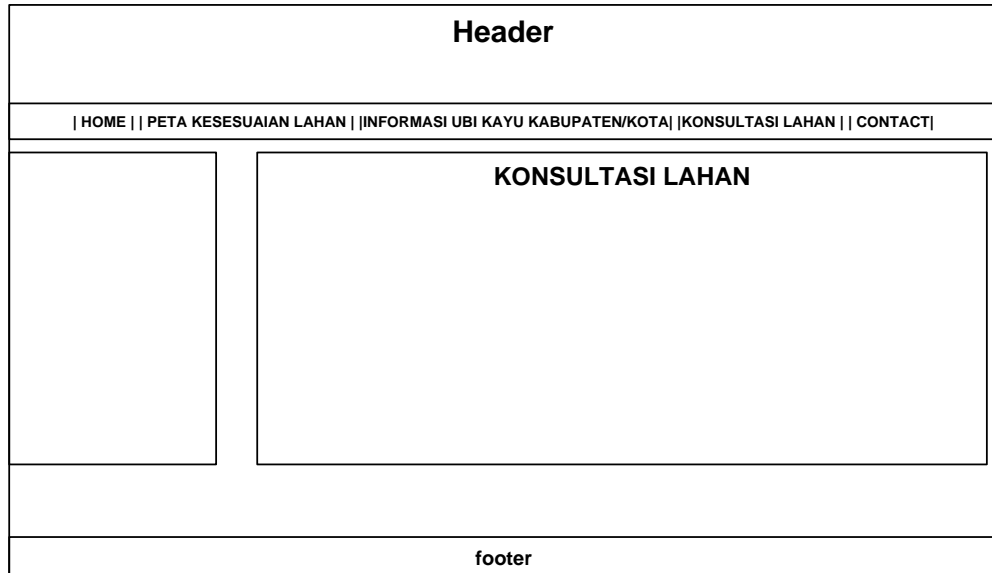 Header
| HOME | | PETA KESESUAIAN LAHAN | |INFORMASI UBI KAYU KABUPATEN/KOTA| |KONSULTASI LAHAN | | CONTACT|
KONSULTASI LAHAN
footer